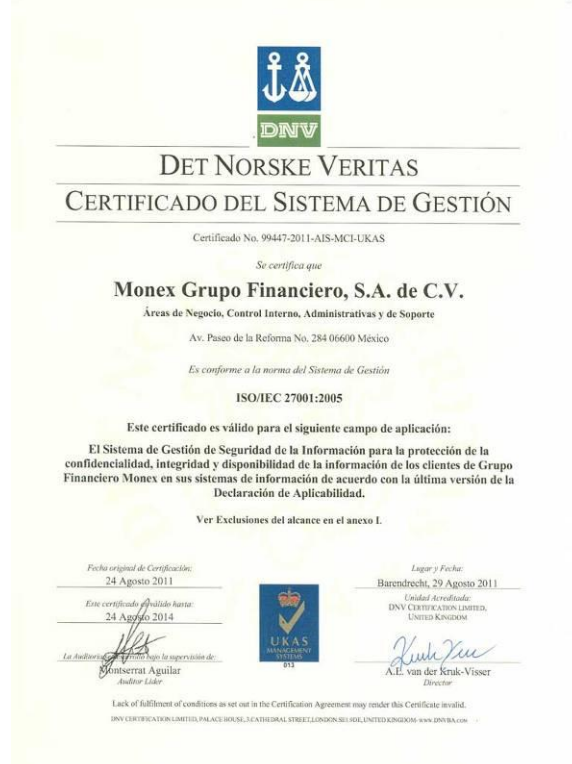 DNV
DET NORSKE VERITAS
CERTIFICADO DEL SISTEMA DE GESTIÓN
Certificado No. 99447-2011-AIS-MCI-UKAS
Se certifica que
Monex Grupo Financiero, S.A. de C.V.
Áreas de Negocio, Control Interno, Administrativas y de Soporte
Av. Paseo de la Reforma No. 284 06600 México
Es conforme a la norma del Sistema de Gestión
ISO/IEC 27001:2005
Este certificado es válido para el siguiente campo de aplicación:
El Sistema de Gestión de Seguridad de la Información para la protección de la
confidencialidad, integridad y disponibilidad de la información de los clientes de Grupo
Financiero Monex en sus sistemas de información de acuerdo con la última versión de la
Declaración de Aplicabilidad.
Ver Exclusiones del alcance en el anexo I.
Fecha original de Certificación:
24 Agosto 2011
Este certificado es válido hasta:
24 Agosto 2014
La Auditoría bajo la supervisión de:
Montserrat Aguilar
Auditor Lider
UKAS
MANAGEMENT
SYSTEMS
013
Lugar y Fecha:
Barendrecht, 29 Agosto 2011
Unidad Acreditada:
DNV CERTIFICATION LIMITED,
UNITED KINGDOM
A.E. van der Kruk-Visser
Director
Lack of fulfilment of conditions as set out in the Certification Agreement may render this Certificate invalid.
DNV CERTIFICATION LIMITED, PALACE HOUSE, 3 CATHEDRAL STREET, LONDON SE1 9DE, UNITED KINGDOM- WWW.DNVBA.COM